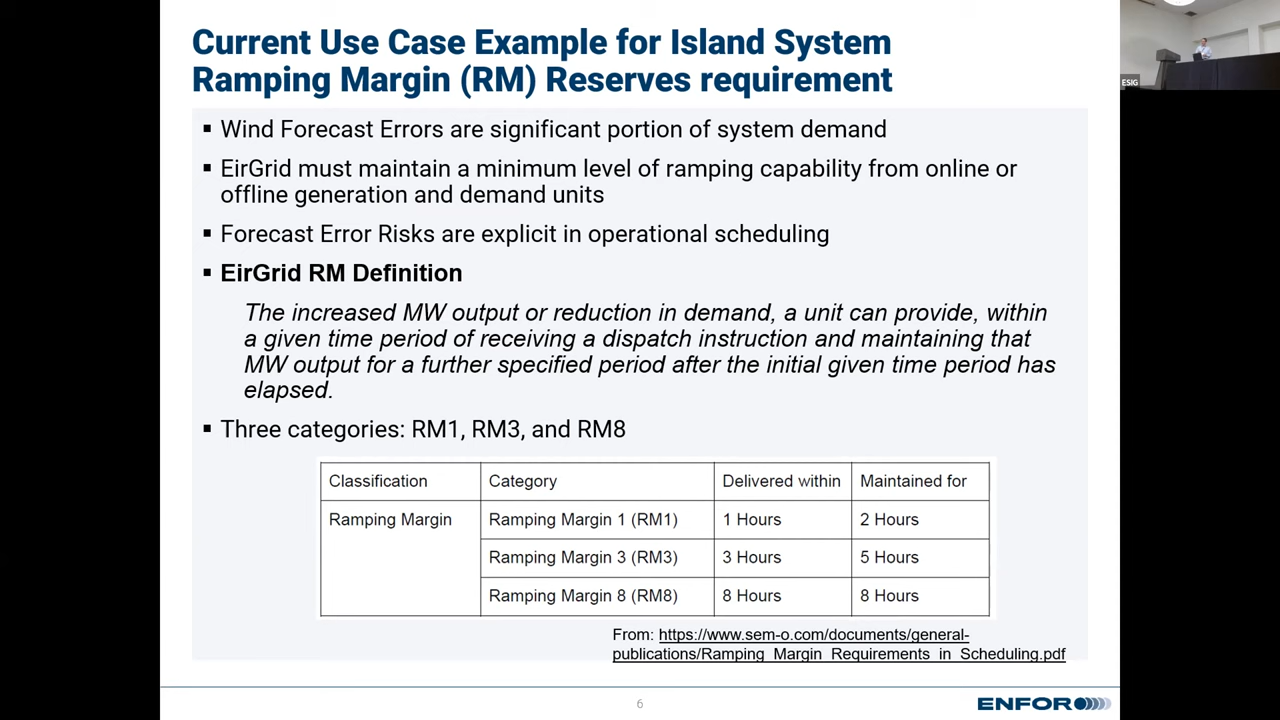 Current Use Case Example for Island System
Ramping Margin (RM) Reserves requirement
ESIG
▪ Wind Forecast Errors are significant portion of system demand
▪ EirGrid must maintain a minimum level of ramping capability from online or
offline generation and demand units
▪ Forecast Error Risks are explicit in operational scheduling
▪ EirGrid RM Definition
The increased MW output or reduction in demand, a unit can provide, within
a given time period of receiving a dispatch instruction and maintaining that
MW output for a further specified period after the initial given time period has
elapsed.
▪ Three categories: RM1, RM3, and RM8
Classification Category Delivered within Maintained for
Ramping Margin Ramping Margin 1 (RM1) 1 Hours 2 Hours
Ramping Margin 3 (RM3) 3 Hours 5 Hours
Ramping Margin 8 (RM8) 8 Hours 8 Hours
From: https://www.sem-o.com/documents/general-
publications/Ramping_Margin_Requirements_in_Scheduling.pdf
6
ENFOR